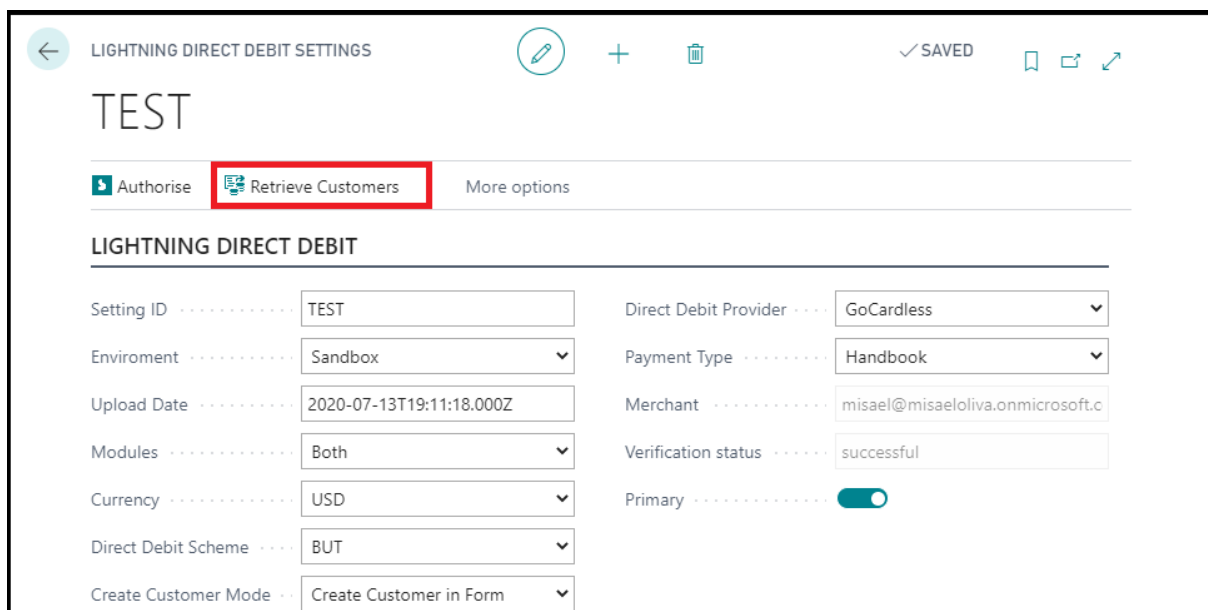 LIGHTNING DIRECT DEBIT SETTINGS
SAVED
TEST
Authorise Retrieve Customers More options
LIGHTNING DIRECT DEBIT
Setting ID TEST Direct Debit Provider GoCardless
Enviroment Sandbox Payment Type Handbook
Upload Date 2020-07-13T19:11:18.000Z Merchant misael@misaeloliva.onmicrosoft.c
Modules Both Verification status successful
Currency USD Primary
Direct Debit Scheme BUT
Create Customer Mode Create Customer in Form